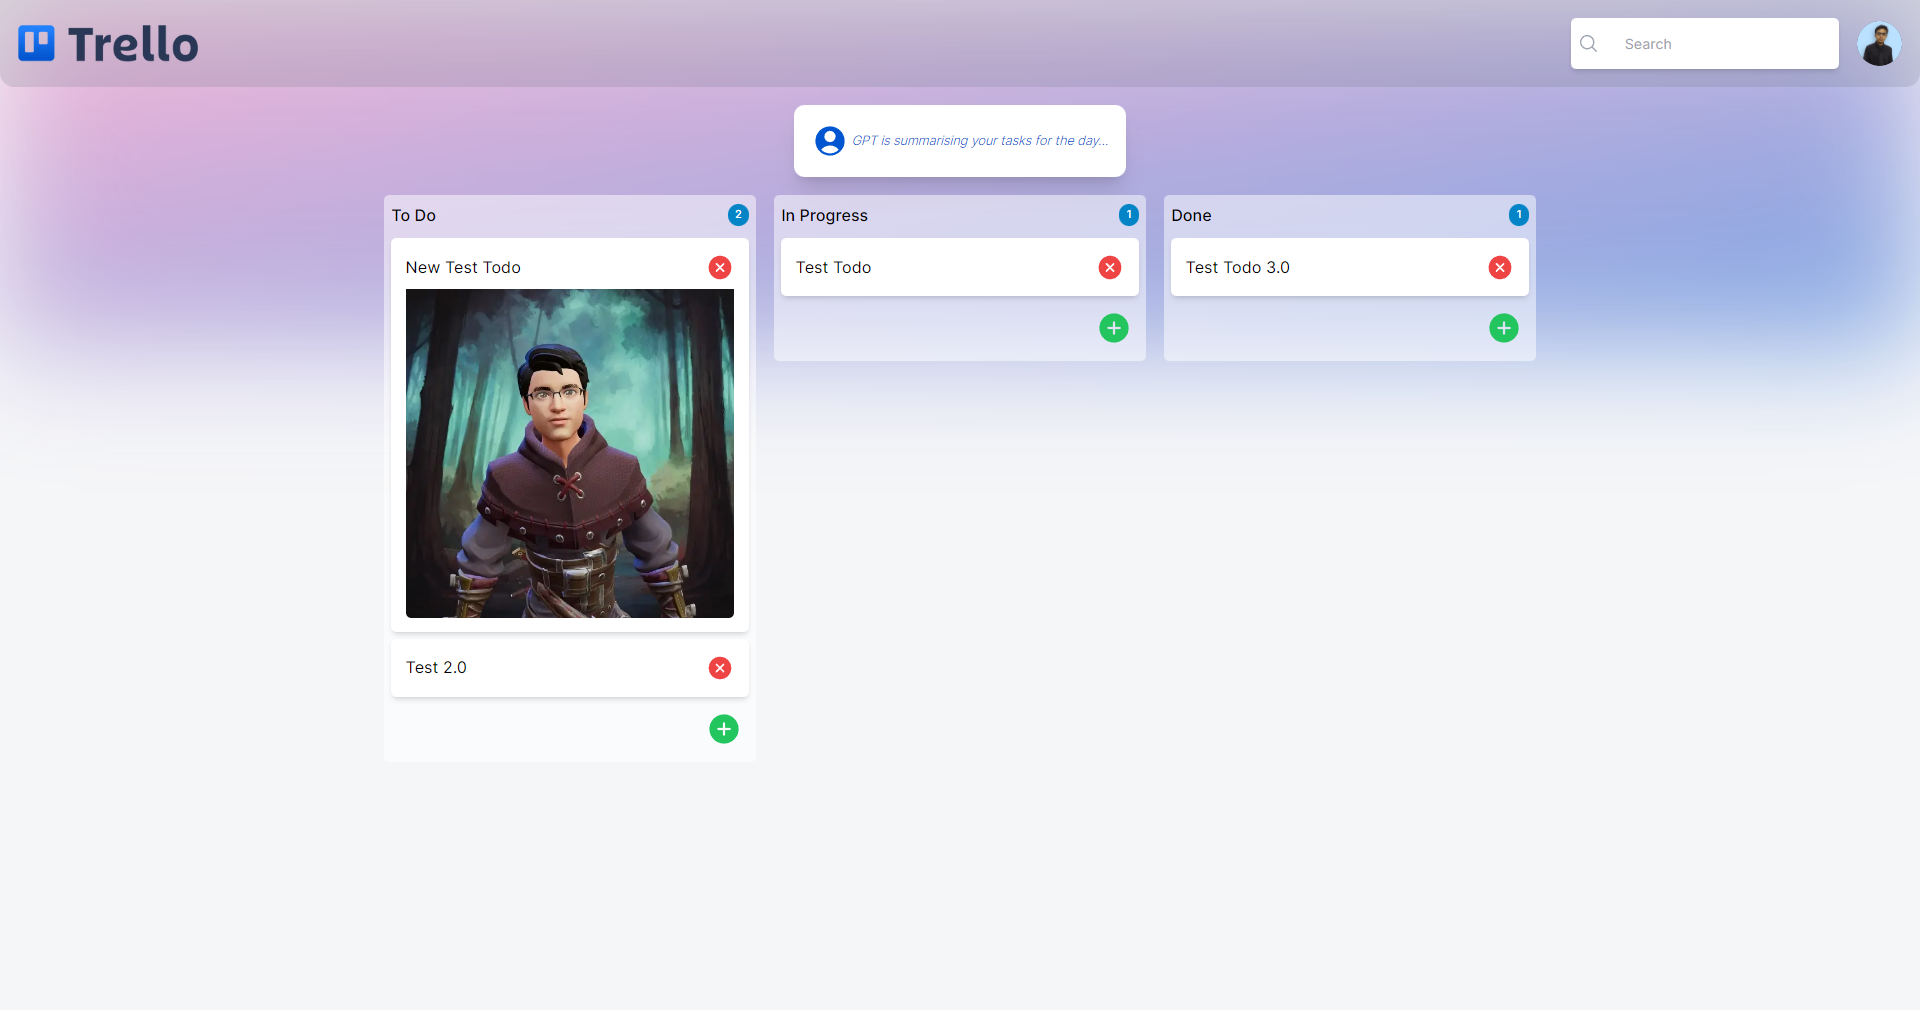 Trello
Search
GPT is summarising your tasks for the day...
To Do
2
New Test Todo
Test 2.0
In Progress
1
Test Todo
Done
1
Test Todo 3.0